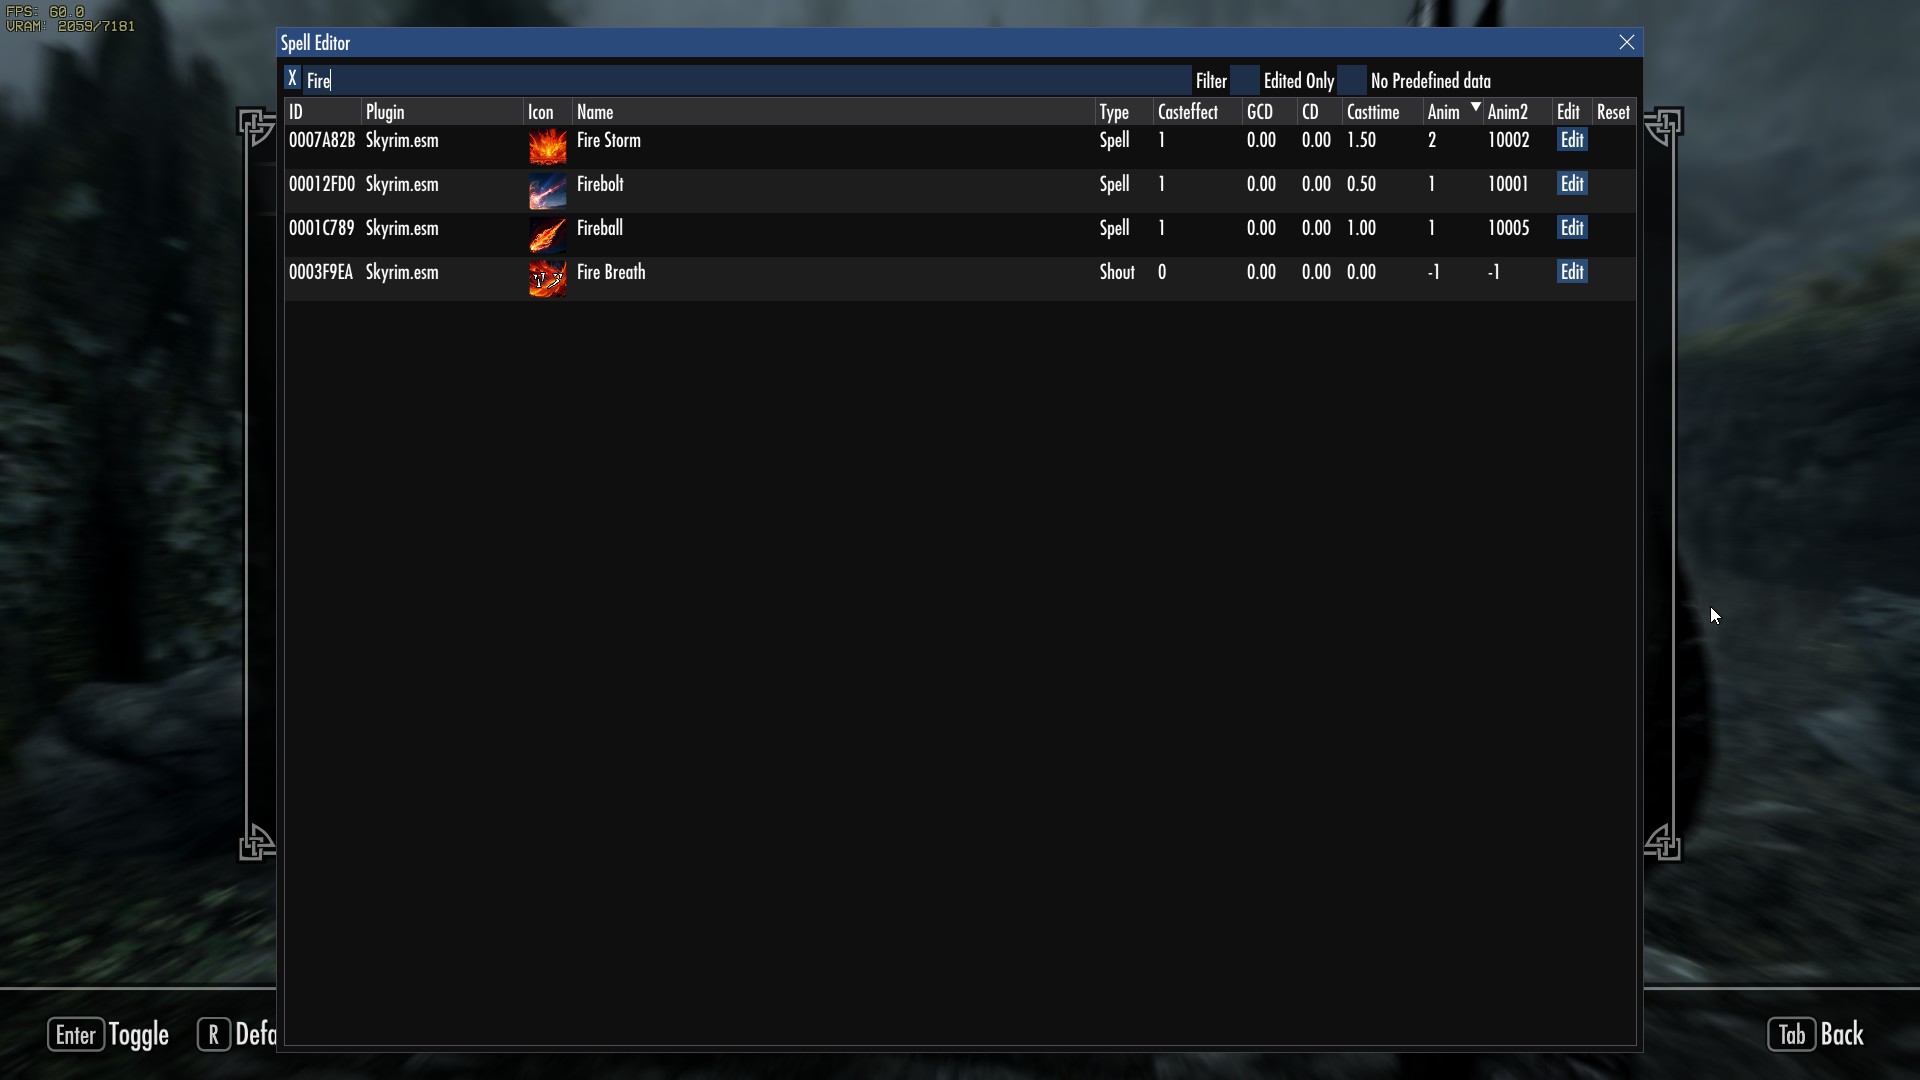 FPS: 60.0
VRAM: 2059/7181
Spell Editor
X Fire Filter Edited Only No Predefined data
ID Plugin Icon Name Type Casteffect GCD CD Casttime Anim Anim2 Edit Reset
0007A82B Skyrim.esm Fire Storm Spell 1 0.00 0.00 1.50 2 10002 Edit
00012FD0 Skyrim.esm Firebolt Spell 1 0.00 0.00 0.50 1 10001 Edit
0001C789 Skyrim.esm Fireball Spell 1 0.00 0.00 1.00 1 10005 Edit
0003F9EA Skyrim.esm Fire Breath Shout 0 0.00 0.00 0.00 -1 -1 Edit
Enter Toggle R Defa Tab Back